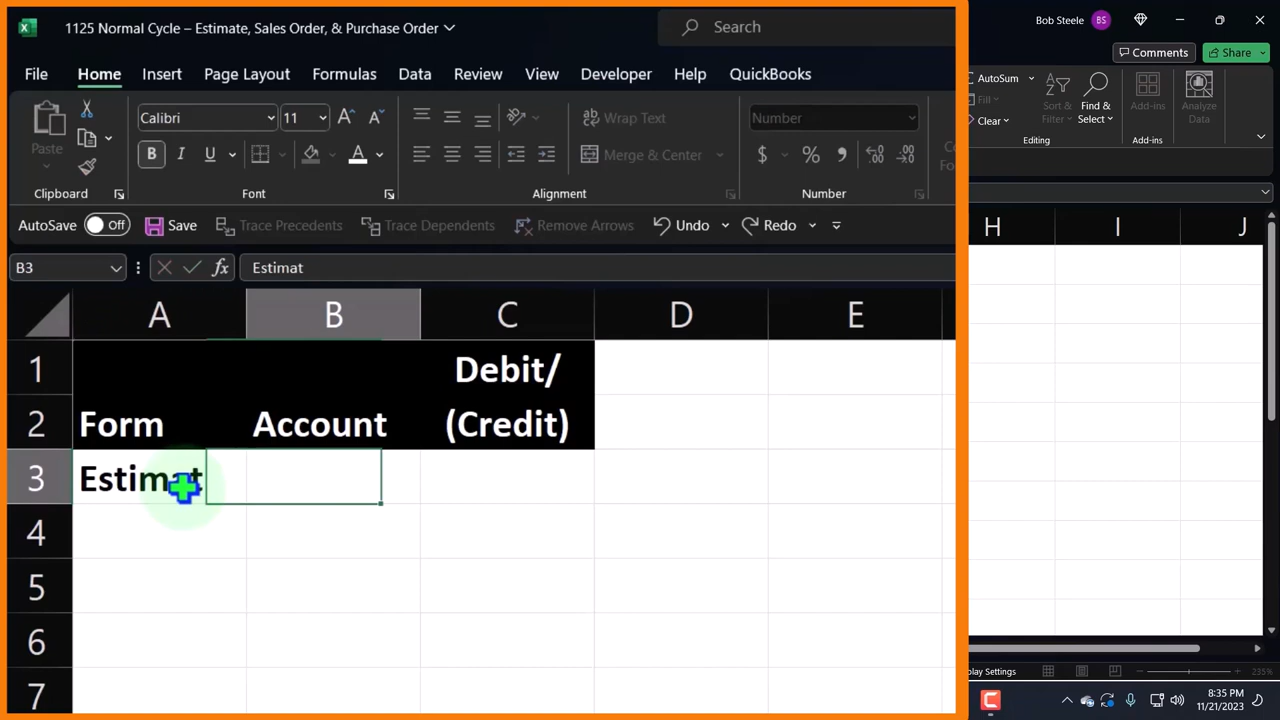 1125 Normal Cycle – Estimate, Sales Order, & Purchase Order
Search
Bob Steele
BS
File Home Insert Page Layout Formulas Data Review View Developer Help QuickBooks
Comments
Share
Paste
Calibri
11
Wrap Text
Number
AutoSum
Fill
Clear
Sort & Filter
Find & Select
Add-ins
Analyze Data
B I U A
Merge & Center
$ % ,
Clipboard
Font
Alignment
Number
Editing
Add-ins
AutoSave Off Save Trace Precedents Trace Dependents Remove Arrows Undo Redo
B3
fx
Estimat
A B C D E H I J
1 Debit/
2 Form Account (Credit)
3 Estimat
4
5
6
7
235%
8:35 PM
11/21/2023